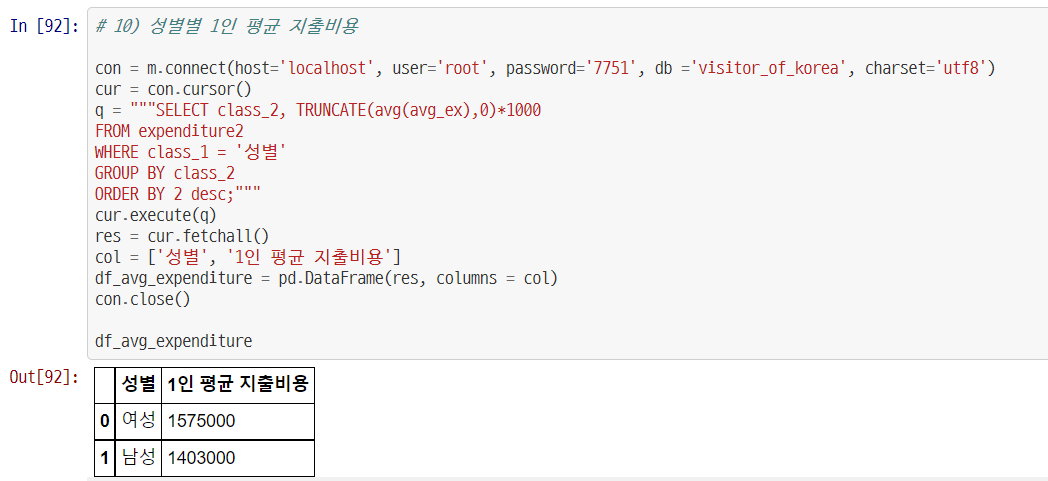 In [92]:
# 10) 성별별 1인 평균 지출비용
con = m.connect(host='localhost', user='root', password='7751', db ='visitor_of_korea', charset='utf8')
cur = con.cursor()
q = """SELECT class_2, TRUNCATE(avg(avg_ex),0)*1000
FROM expenditure2
WHERE class_1 = '성별'
GROUP BY class_2
ORDER BY 2 desc;"""
cur.execute(q)
res = cur.fetchall()
col = ['성별', '1인 평균 지출비용']
df_avg_expenditure = pd.DataFrame(res, columns = col)
con.close()
df_avg_expenditure
Out[92]:
성별 1인 평균 지출비용
0 여성 1575000
1 남성 1403000